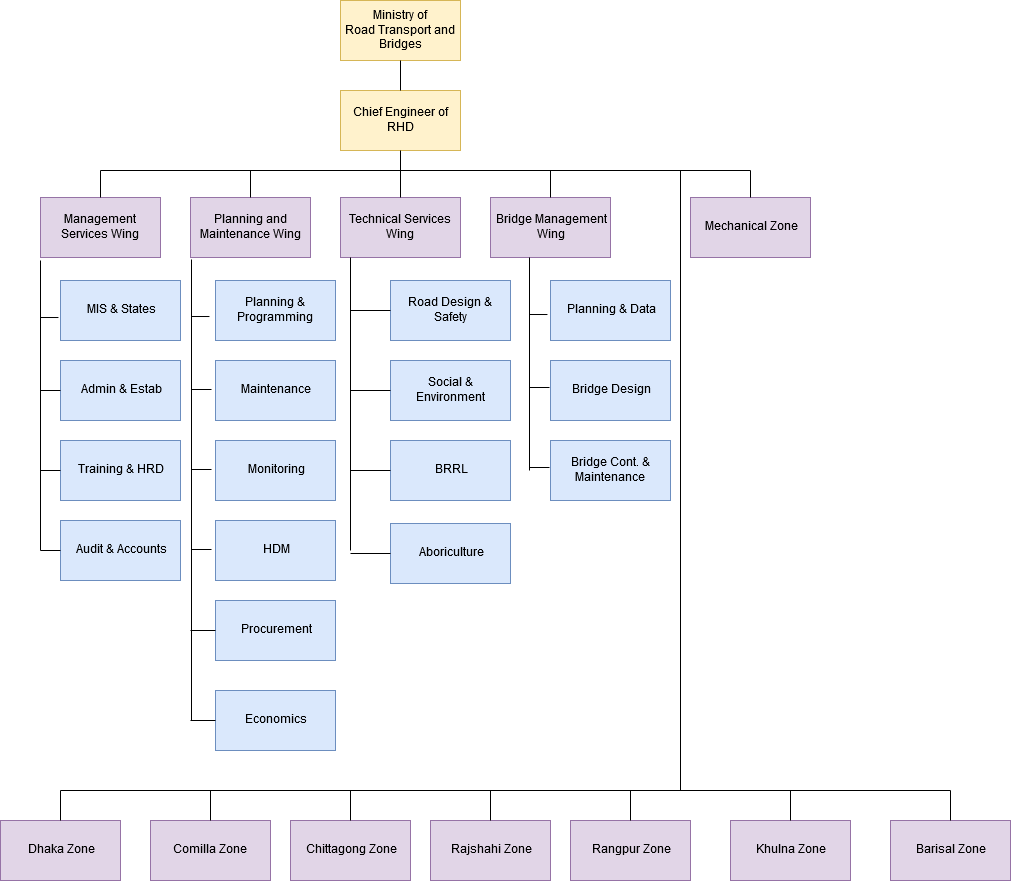 Ministry of
Road Transport and
Bridges
Chief Engineer of
RHD
Management
Services Wing
Planning and
Maintenance Wing
Technical Services
Wing
Bridge Management
Wing
Mechanical Zone
MIS & States
Admin & Estab
Training & HRD
Audit & Accounts
Planning &
Programming
Maintenance
Monitoring
HDM
Procurement
Economics
Road Design &
Safety
Social &
Environment
BRRL
Aboriculture
Planning & Data
Bridge Design
Bridge Cont. &
Maintenance
Dhaka Zone
Comilla Zone
Chittagong Zone
Rajshahi Zone
Rangpur Zone
Khulna Zone
Barisal Zone